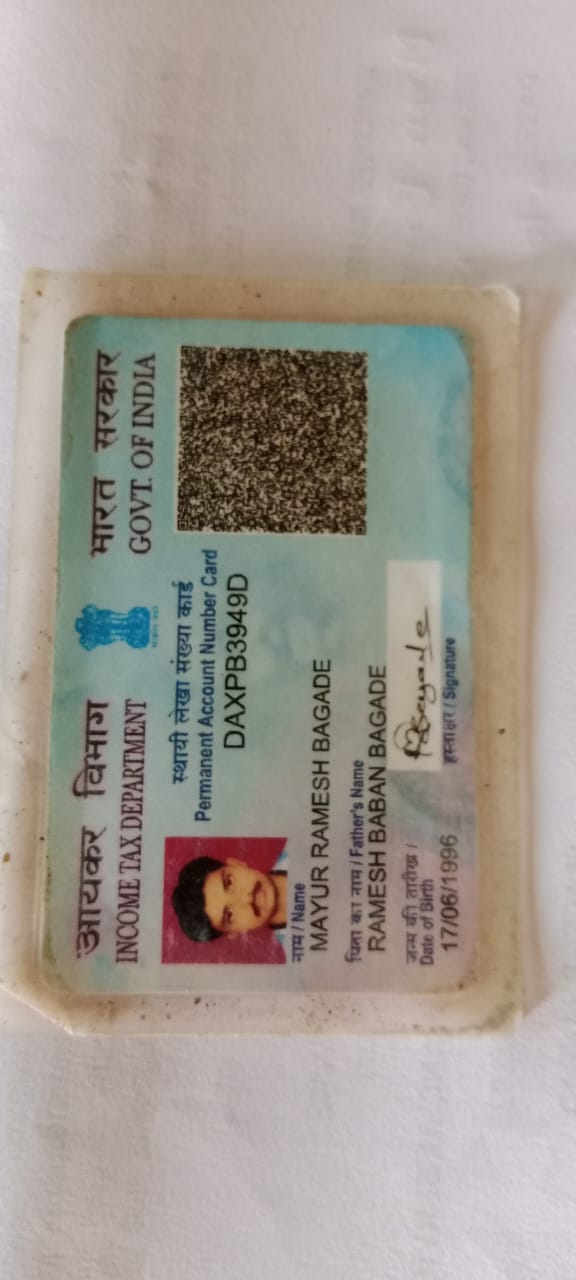 आयकर विभाग
INCOME TAX DEPARTMENT
भारत सरकार
GOVT. OF INDIA
स्थायी लेखा संख्या कार्ड
Permanent Account Number Card
DAXPB3949D
नाम / Name
MAYUR RAMESH BAGADE
पिता का नाम / Father's Name
RAMESH BABAN BAGADE
जन्म की तारीख /
Date of Birth
17/06/1996
हस्ताक्षर / Signature